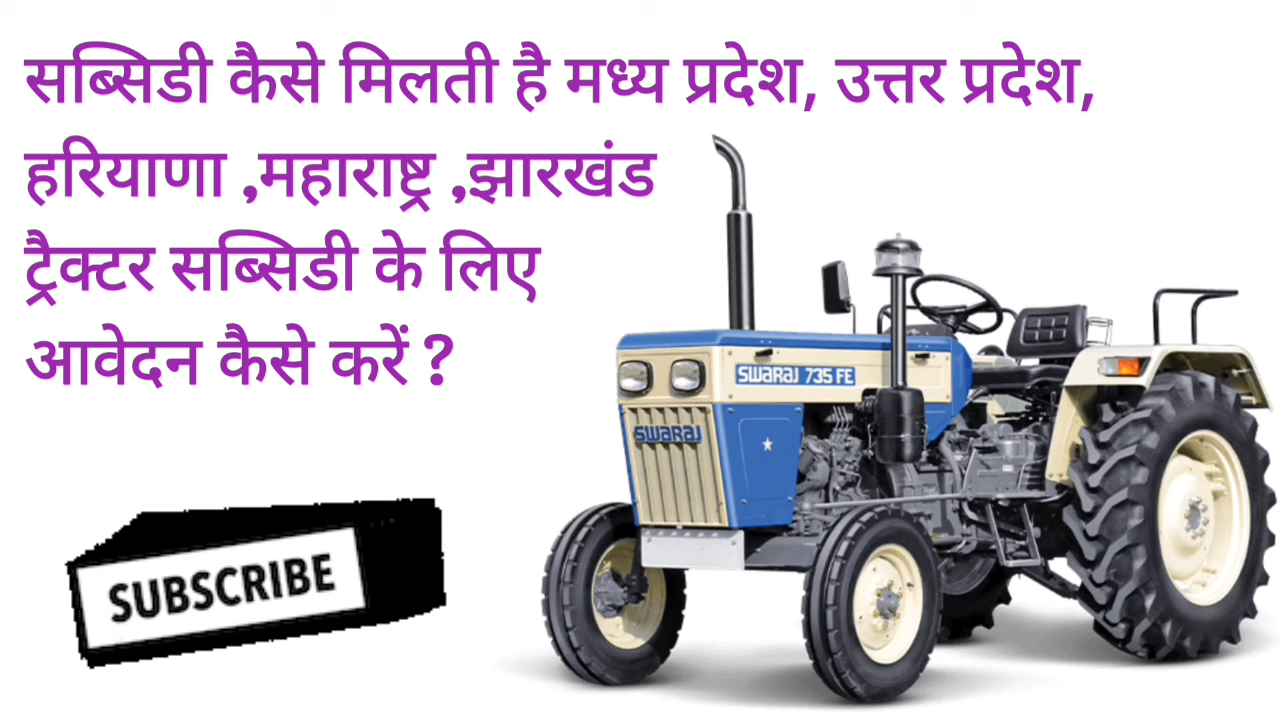 सब्सिडी कैसे मिलती है मध्य प्रदेश, उत्तर प्रदेश,
हरियाणा ,महाराष्ट्र ,झारखंड
ट्रैक्टर सब्सिडी के लिए
आवेदन कैसे करें ?
SWARAJ 735 FE
SWARAJ
SUBSCRIBE